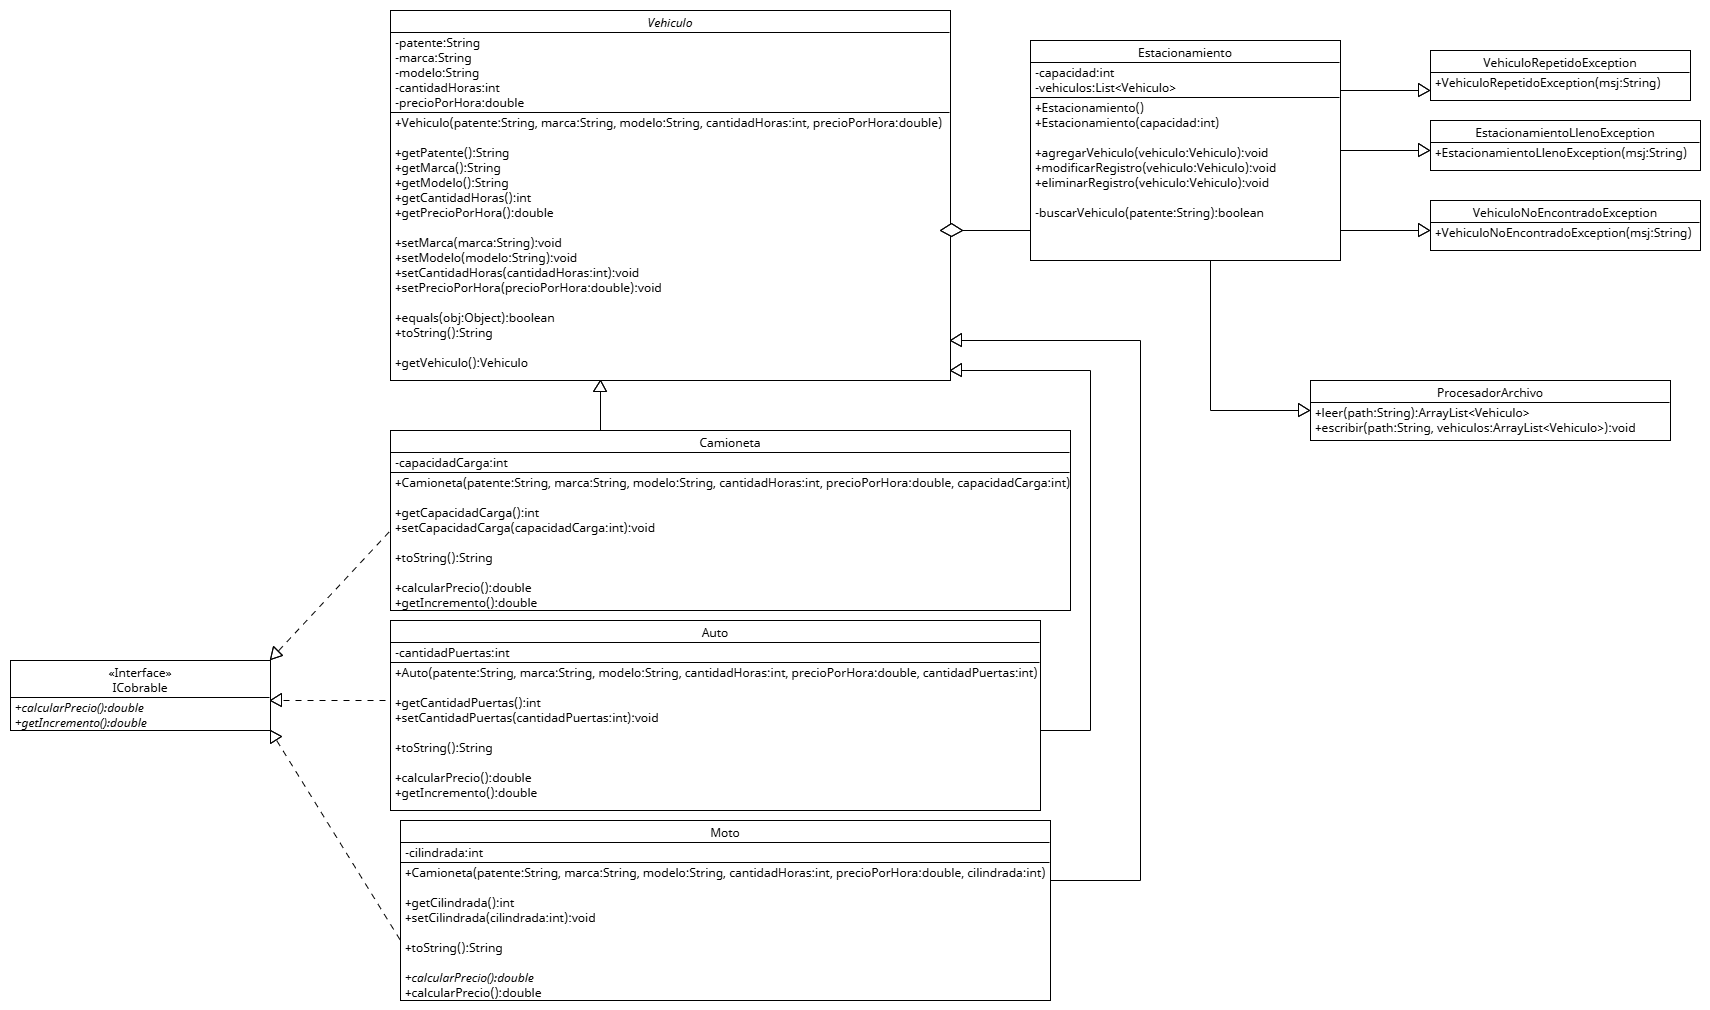 Vehiculo
-patente:String
-marca:String
-modelo:String
-cantidadHoras:int
-precioPorHora:double
+Vehiculo(patente:String, marca:String, modelo:String, cantidadHoras:int, precioPorHora:double)
+getPatente():String
+getMarca():String
+getModelo():String
+getCantidadHoras():int
+getPrecioPorHora():double
+setMarca(marca:String):void
+setModelo(modelo:String):void
+setCantidadHoras(cantidadHoras:int):void
+setPrecioPorHora(precioPorHora:double):void
+equals(obj:Object):boolean
+toString():String
+getVehiculo():Vehiculo
Estacionamiento
-capacidad:int
-vehiculos:List<Vehiculo>
+Estacionamiento()
+Estacionamiento(capacidad:int)
+agregarVehiculo(vehiculo:Vehiculo):void
+modificarRegistro(vehiculo:Vehiculo):void
+eliminarRegistro(vehiculo:Vehiculo):void
-buscarVehiculo(patente:String):boolean
VehiculoRepetidoException
+VehiculoRepetidoException(msj:String)
EstacionamientoLlenoException
+EstacionamientoLlenoException(msj:String)
VehiculoNoEncontradoException
+VehiculoNoEncontradoException(msj:String)
ProcesadorArchivo
+leer(path:String):ArrayList<Vehiculo>
+escribir(path:String, vehiculos:ArrayList<Vehiculo>):void
Camioneta
-capacidadCarga:int
+Camioneta(patente:String, marca:String, modelo:String, cantidadHoras:int, precioPorHora:double, capacidadCarga:int)
+getCapacidadCarga():int
+setCapacidadCarga(capacidadCarga:int):void
+toString():String
+calcularPrecio():double
+getIncremento():double
«Interface»
ICobrable
+calcularPrecio():double
+getIncremento():double
Auto
-cantidadPuertas:int
+Auto(patente:String, marca:String, modelo:String, cantidadHoras:int, precioPorHora:double, cantidadPuertas:int)
+getCantidadPuertas():int
+setCantidadPuertas(cantidadPuertas:int):void
+toString():String
+calcularPrecio():double
+getIncremento():double
Moto
-cilindrada:int
+Camioneta(patente:String, marca:String, modelo:String, cantidadHoras:int, precioPorHora:double, cilindrada:int)
+getCilindrada():int
+setCilindrada(cilindrada:int):void
+toString():String
+calcularPrecio():double
+calcularPrecio():double